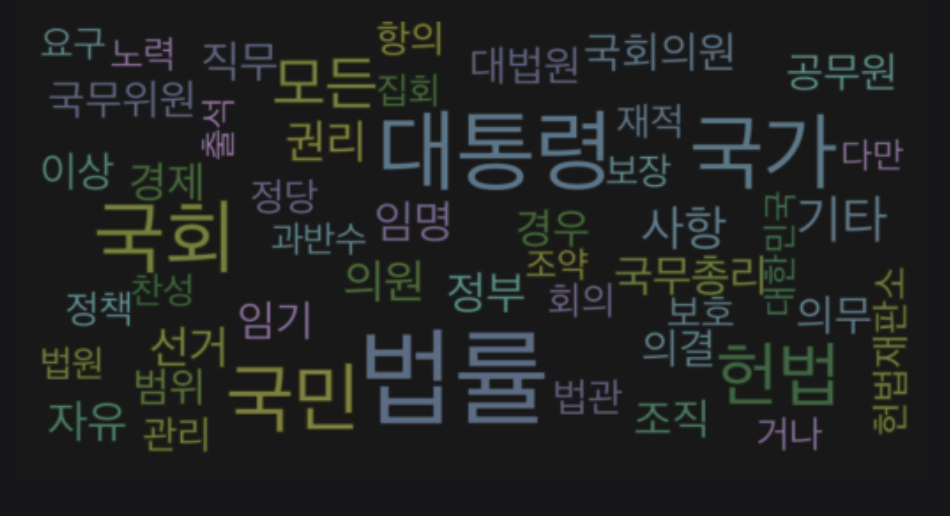 요구
노력
직무
항의
대법원
국회의원
공무원
국무위원
모든
집회
출석
권리
대통령
재적
국가
다만
이상
경제
정당
보장
국회
과반수
임명
경우
사항
대한민국
기타
정책
찬성
의원
정부
조약
회의
국무총리
보호
의무
헌법재판소
임기
법원
선거
범위
국민
법률
의결
헌법
자유
관리
법관
조직
거나